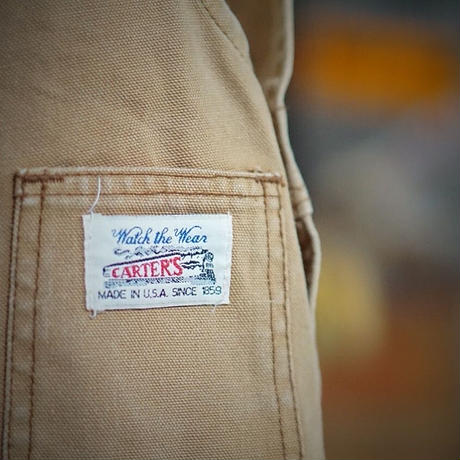 Watch the Wear
CARTER'S
MADE IN U.S.A. SINCE 1859